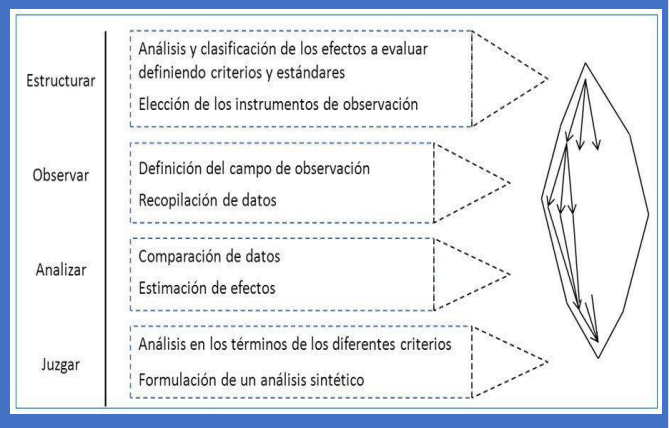 Estructurar
Análisis y clasificación de los efectos a evaluar
definiendo criterios y estándares
Elección de los instrumentos de observación
Observar
Definición del campo de observación
Recopilación de datos
Analizar
Comparación de datos
Estimación de efectos
Juzgar
Análisis en los términos de los diferentes criterios
Formulación de un análisis sintético